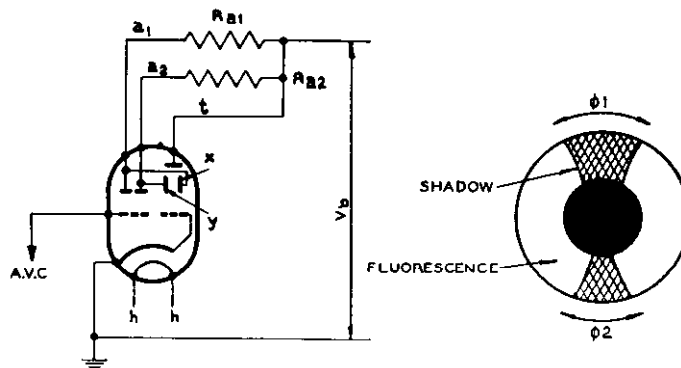 a1
Ra1
a2
Ra2
t
x
y
Vb
A.V.C
h
h
ϕ1
SHADOW
FLUORESCENCE
ϕ2